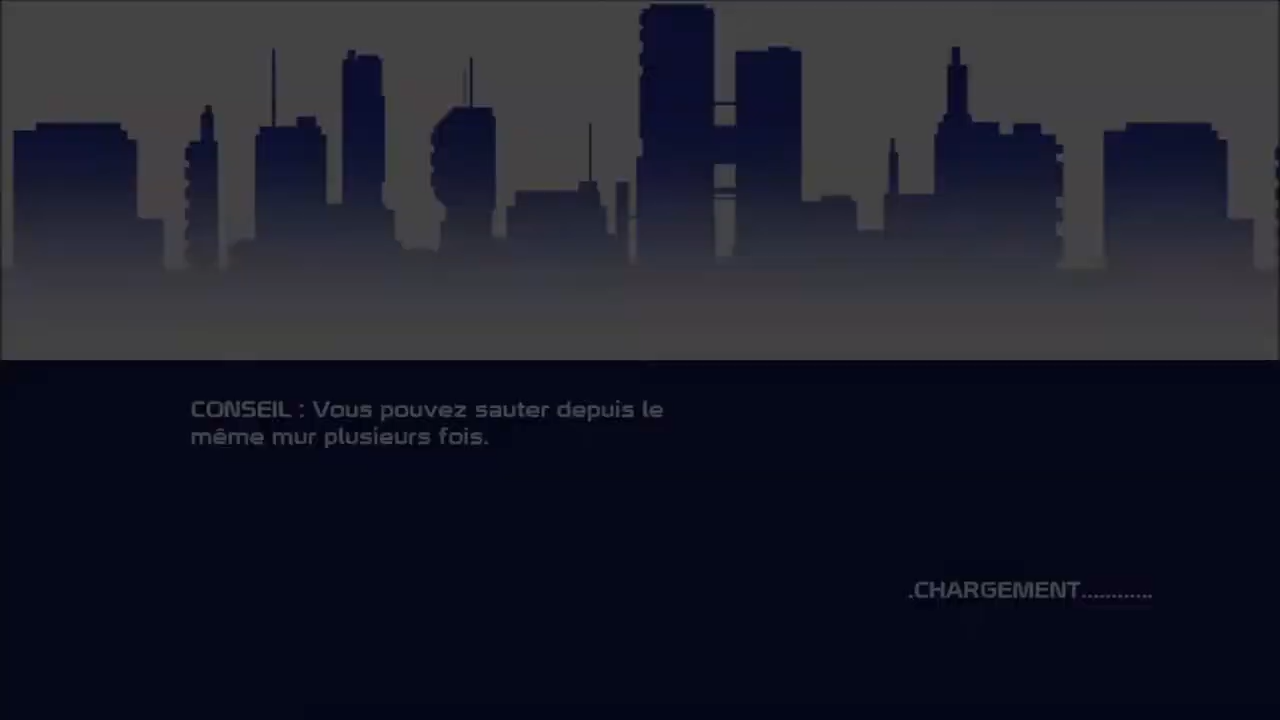 CONSEIL : Vous pouvez sauter depuis le
même mur plusieurs fois.
.CHARGEMENT............